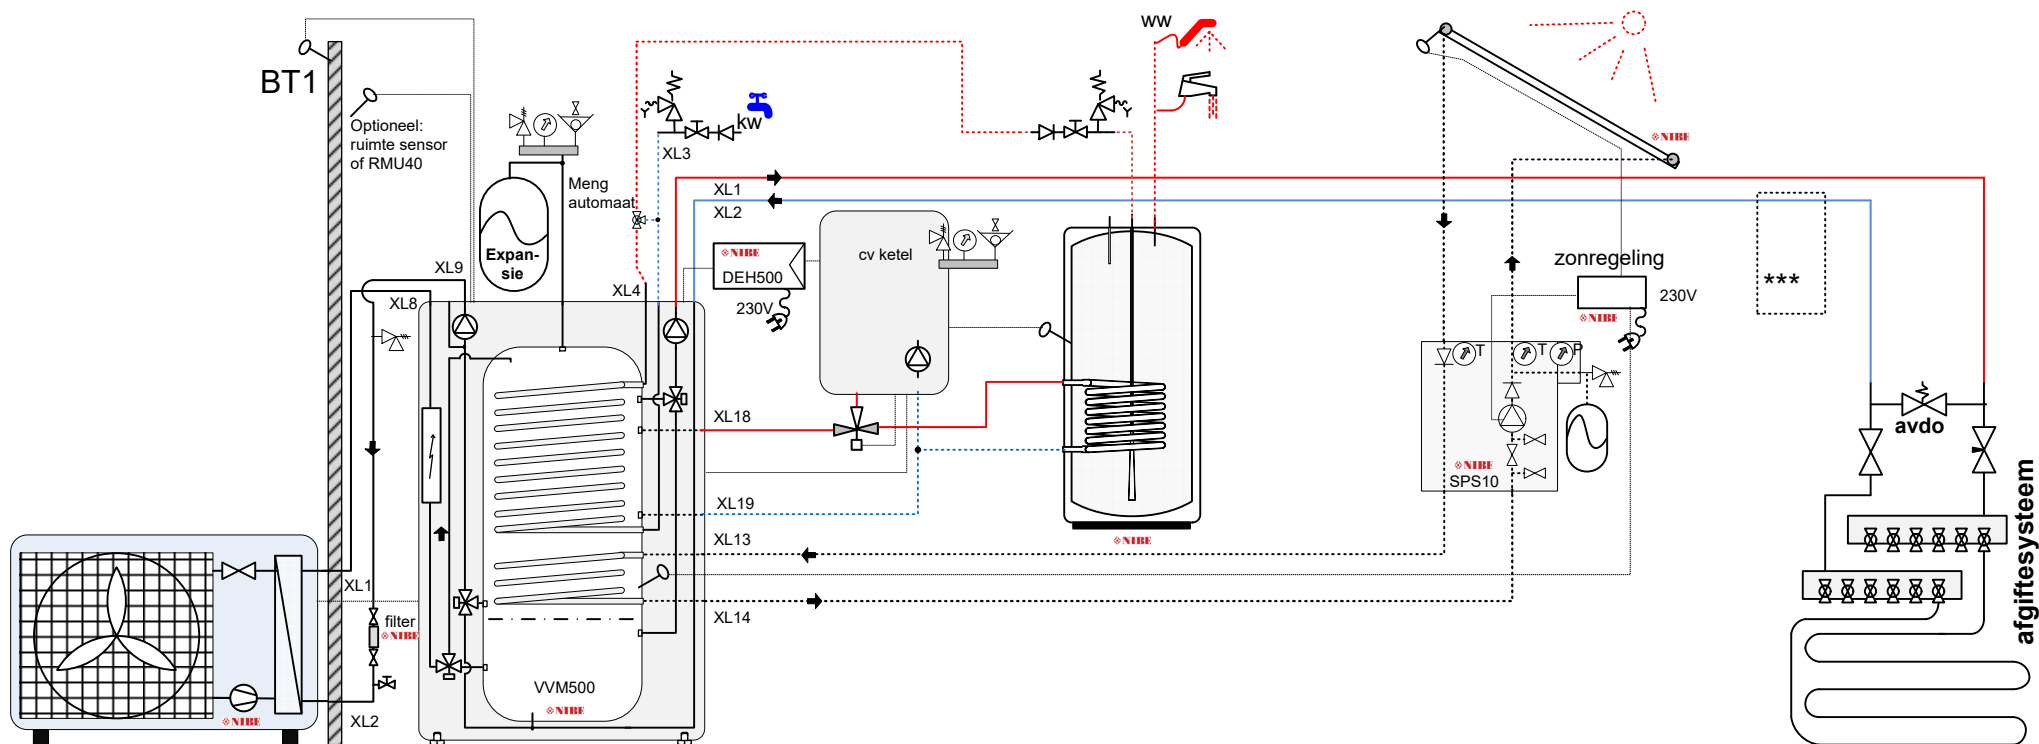 BT1
Optioneel:
ruimte sensor
of RMU40
Meng
automaat
Expan-
sie
XL9
XL8
XL4
XL3
kw
ww
XL1
XL2
NIBE
DEH500
230V
cv ketel
XL18
XL19
XL13
XL14
NIBE
NIBE
zonregeling
230V
NIBE
T
T
P
NIBE
SPS10
***
avdo
afgiftesysteem
XL1
filter
NIBE
XL2
NIBE
VVM500
NIBE